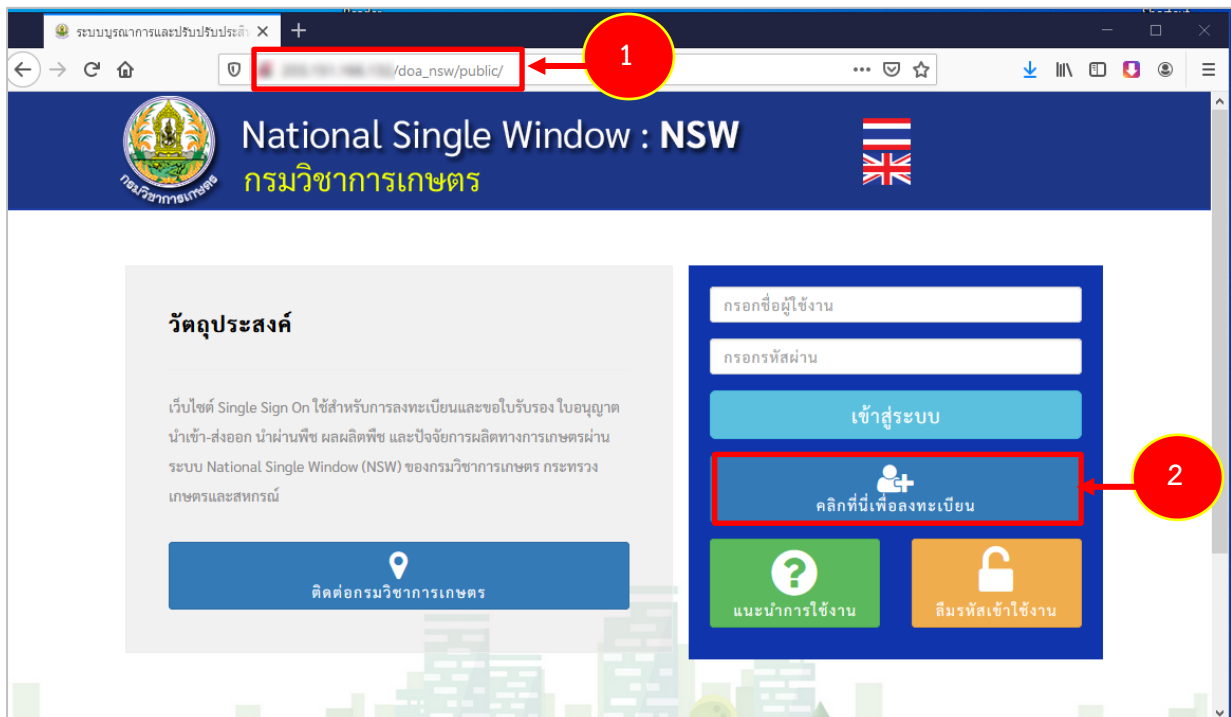 ระบบบูรณาการและปรับปรับประสิ
1
/doa_nsw/public/
National Single Window : NSW
กรมวิชาการเกษตร
กรมวิชาการเกษตร
วัตถุประสงค์
เว็บไซต์ Single Sign On ใช้สำหรับการลงทะเบียนและขอใบรับรอง ใบอนุญาต
นำเข้า-ส่งออก นำผ่านพืช ผลผลิตพืช และปัจจัยการผลิตทางการเกษตรผ่าน
ระบบ National Single Window (NSW) ของกรมวิชาการเกษตร กระทรวง
เกษตรและสหกรณ์
ติดต่อกรมวิชาการเกษตร
กรอกชื่อผู้ใช้งาน
กรอกรหัสผ่าน
เข้าสู่ระบบ
คลิกที่นี่เพื่อลงทะเบียน
2
แนะนำการใช้งาน
ลืมรหัสเข้าใช้งาน